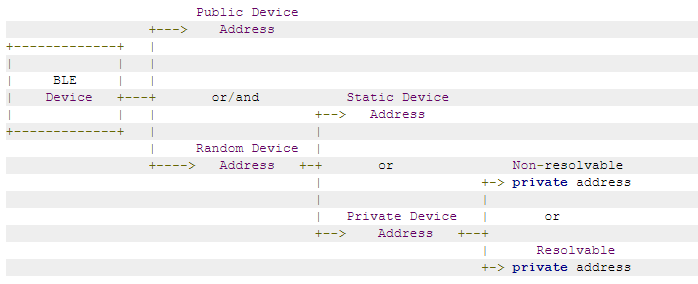 Public Device
+---> Address
+-------------+ |
| | |
| BLE | |
| Device +---+ or/and Static Device
| | | +--> Address
+-------------+ | |
| Random Device |
+----> Address +-+ or Non-resolvable
| +-> private address
| |
| Private Device | or
+--> Address +--+
| Resolvable
+-> private address